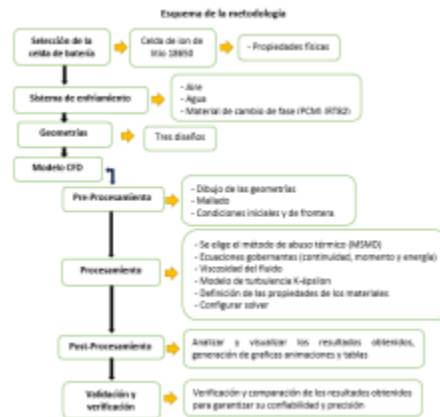 Esquema de la metodología
Selección de la
celda de batería
Celda de ion de
litio 18650
- Propiedades físicas
Sistema de enfriamiento
- Aire
- Agua
- Material de cambio de fase (PCM) (RT82)
Geometrías
Tres diseños
Modelo CFD
Pre-Procesamiento
- Dibujo de las geometrías
- Mallado
- Condiciones iniciales y de frontera
Procesamiento
- Se elige el método de abuso térmico (MSMD)
- Ecuaciones gobernantes (continuidad, momento y energía)
- Viscosidad del fluido
- Modelo de turbulencia K-épsilon
- Definición de las propiedades de los materiales
- Configurar solver
Post-Procesamiento
Analizar y visualizar los resultados obtenidos,
generación de graficas animaciones y tablas
Validación y
verificación
Verificación y comparación de los resultados obtenidos
para garantizar su confiabilidad y precisión